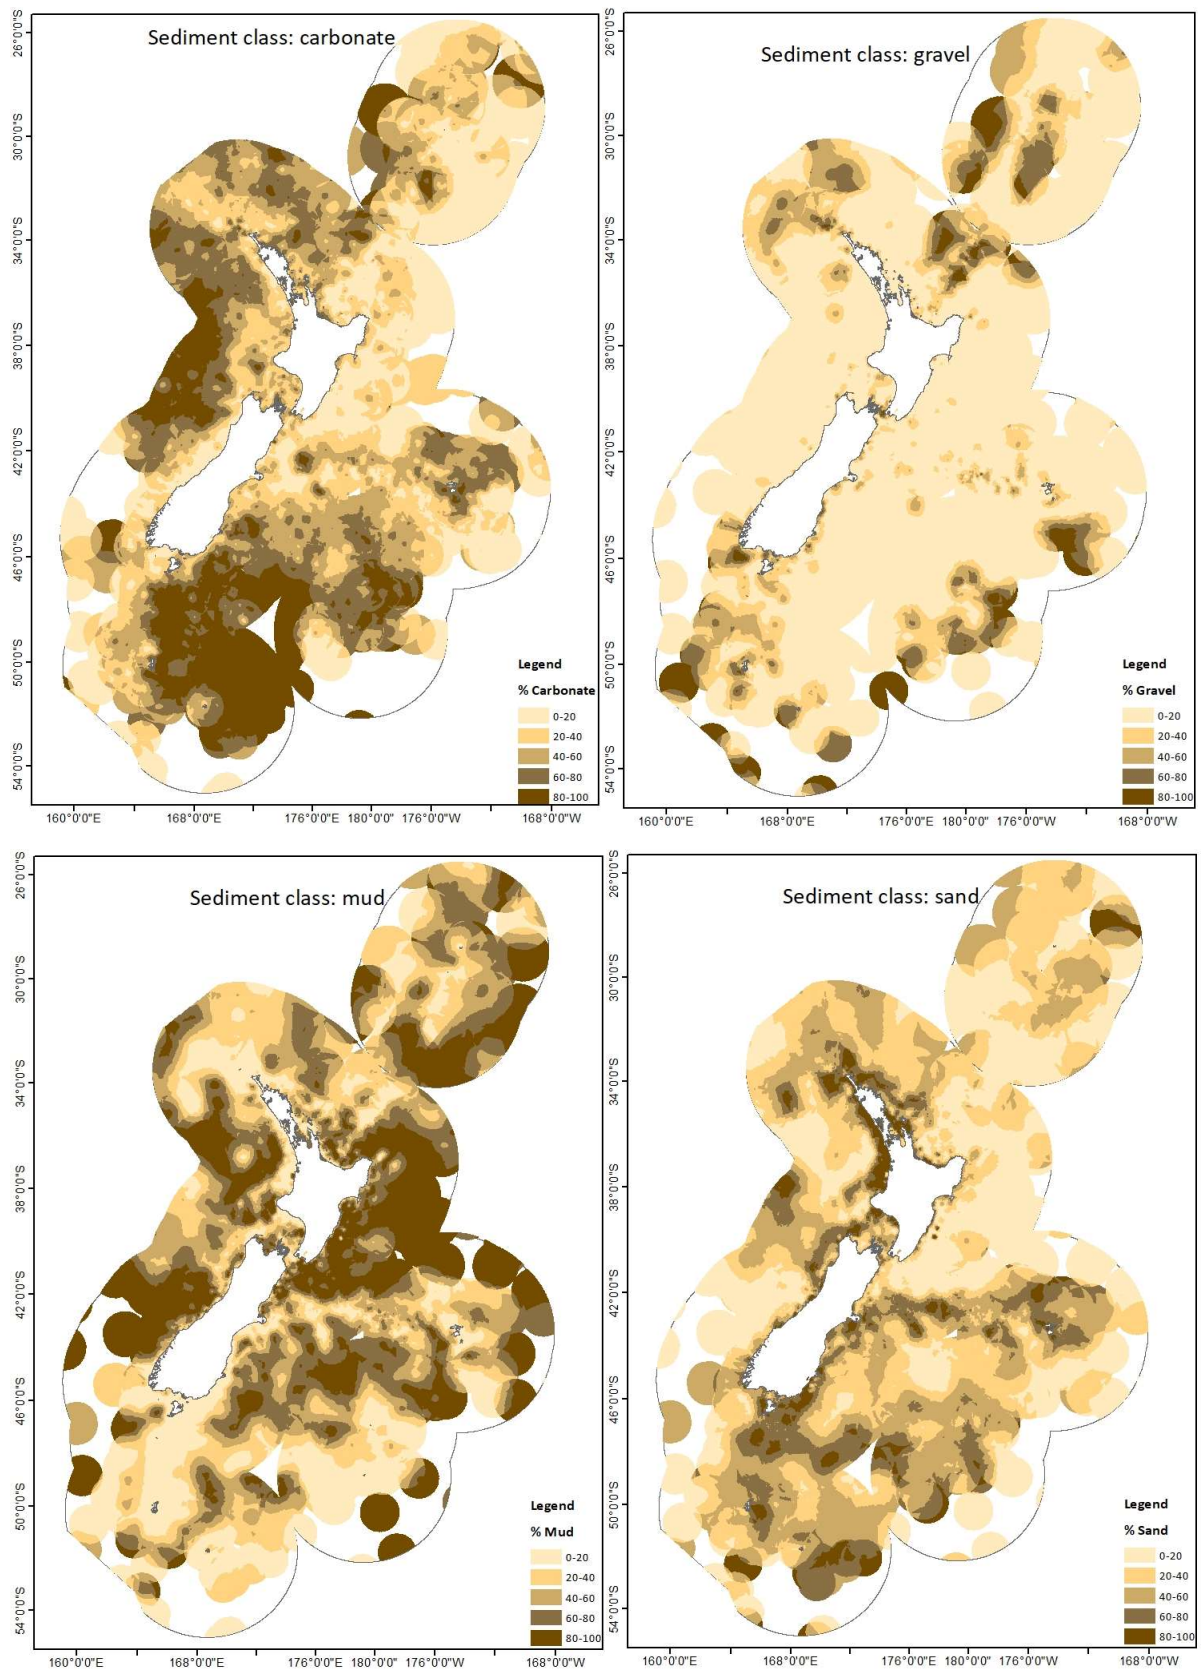 Sediment class: carbonate
26°0'0"S
30°0'0"S
34°0'0"S
38°0'0"S
42°0'0"S
46°0'0"S
50°0'0"S
54°0'0"S
Legend
% Carbonate
0-20
20-40
40-60
60-80
80-100
160°0'0"E
168°0'0"E
176°0'0"E
180°0'0"
176°0'0"W
168°0'0"W
Sediment class: gravel
26°0'0"S
30°0'0"S
34°0'0"S
38°0'0"S
42°0'0"S
46°0'0"S
50°0'0"S
54°0'0"S
Legend
% Gravel
0-20
20-40
40-60
60-80
80-100
160°0'0"E
168°0'0"E
176°0'0"E
180°0'0"
176°0'0"W
168°0'0"W
Sediment class: mud
26°0'0"S
30°0'0"S
34°0'0"S
38°0'0"S
42°0'0"S
46°0'0"S
50°0'0"S
54°0'0"S
Legend
% Mud
0-20
20-40
40-60
60-80
80-100
160°0'0"E
168°0'0"E
176°0'0"E
180°0'0"
176°0'0"W
168°0'0"W
Sediment class: sand
26°0'0"S
30°0'0"S
34°0'0"S
38°0'0"S
42°0'0"S
46°0'0"S
50°0'0"S
54°0'0"S
Legend
% Sand
0-20
20-40
40-60
60-80
80-100
160°0'0"E
168°0'0"E
176°0'0"E
180°0'0"
176°0'0"W
168°0'0"W